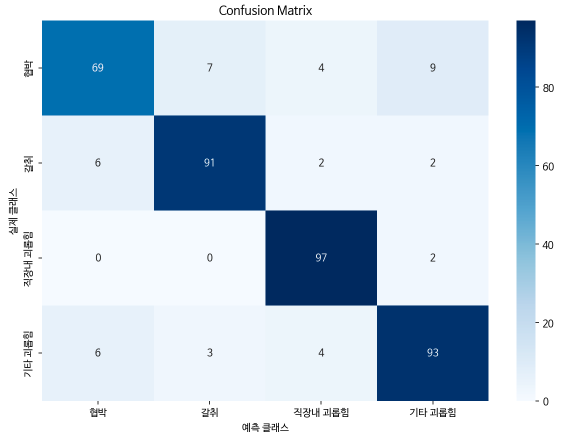 Confusion Matrix
협박 69 7 4 9
갈취 6 91 2 2
직장내 괴롭힘 0 0 97 2
기타 괴롭힘 6 3 4 93
실제 클래스
협박 갈취 직장내 괴롭힘 기타 괴롭힘
예측 클래스
80
60
40
20
0